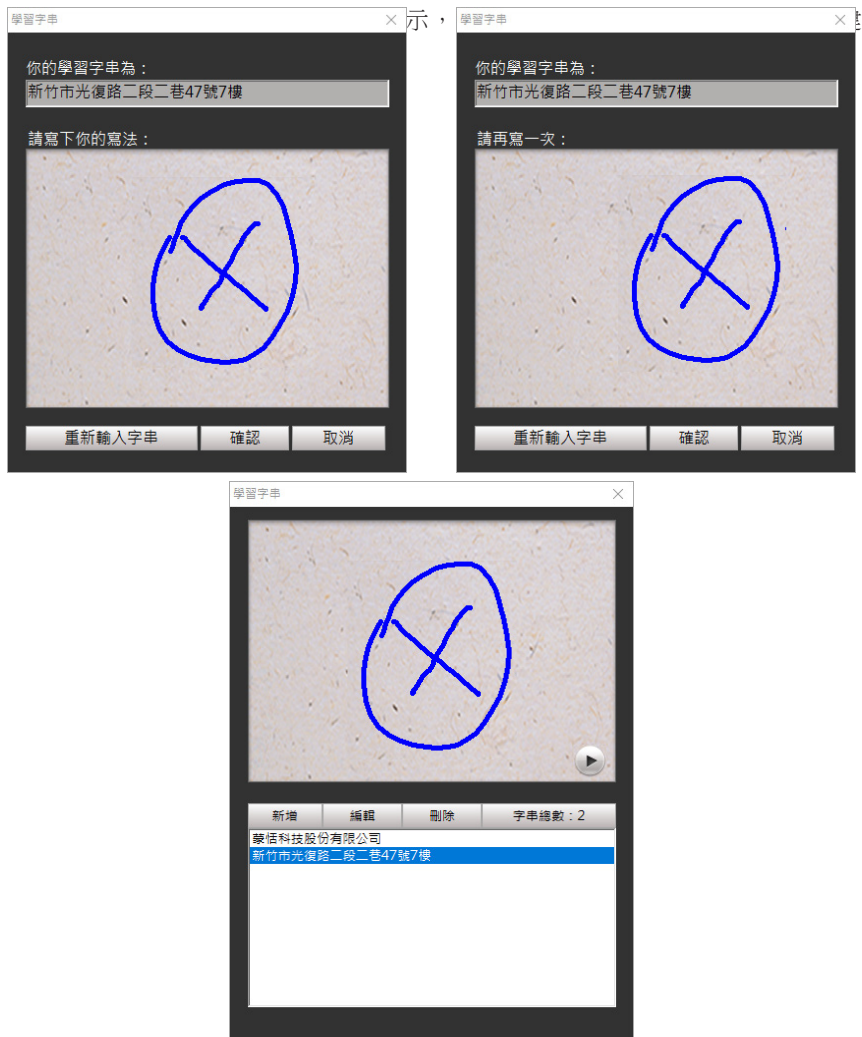 學習字串
你的學習字串為：
新竹市光復路二段二巷47號7樓
請寫下你的寫法：
重新輸入字串 確認 取消
示，
學習字串
你的學習字串為：
新竹市光復路二段二巷47號7樓
請再寫一次：
重新輸入字串 確認 取消
學習字串
新增 編輯 刪除 字串總數：2
蒙恬科技股份有限公司
新竹市光復路二段二巷47號7樓